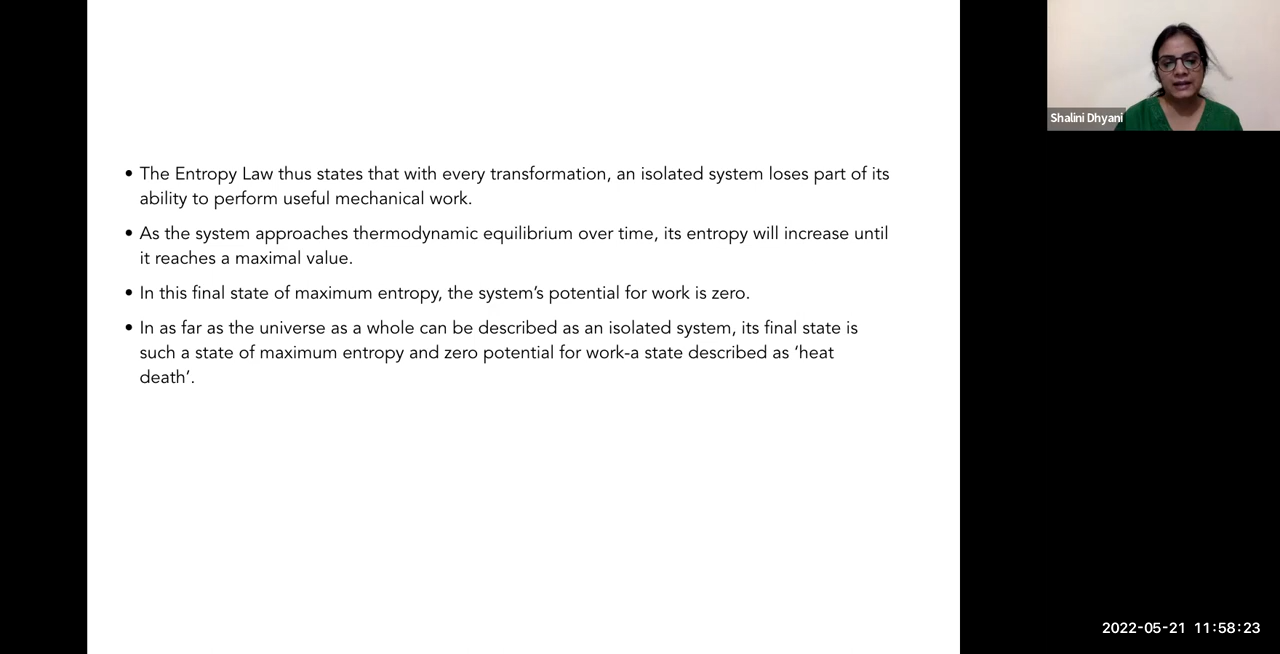 • The Entropy Law thus states that with every transformation, an isolated system loses part of its
ability to perform useful mechanical work.
• As the system approaches thermodynamic equilibrium over time, its entropy will increase until
it reaches a maximal value.
• In this final state of maximum entropy, the system’s potential for work is zero.
• In as far as the universe as a whole can be described as an isolated system, its final state is
such a state of maximum entropy and zero potential for work-a state described as ‘heat
death’.
Shalini Dhyani
2022-05-21 11:58:23